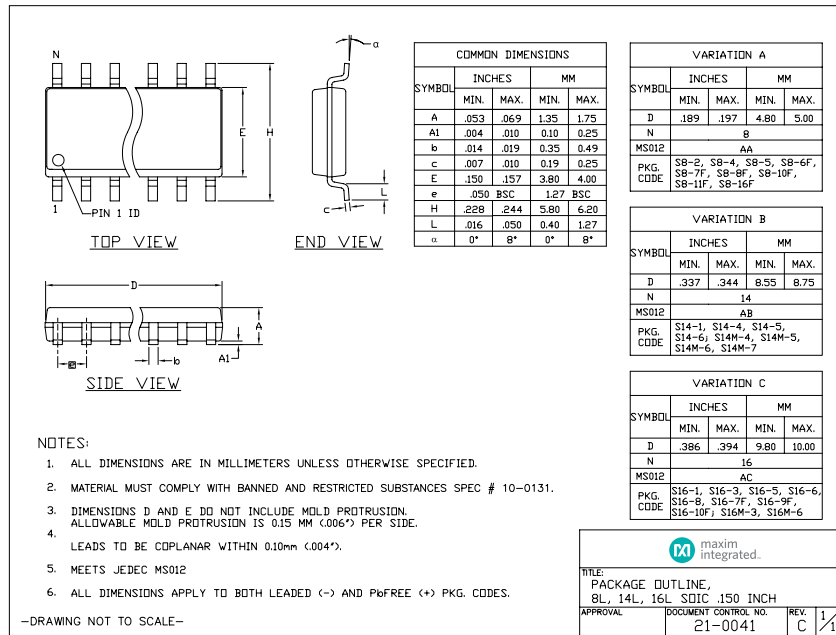 N
α
E
H
L
c
1
PIN 1 ID
TOP VIEW
END VIEW
D
A
A1
e
b
SIDE VIEW
COMMON DIMENSIONS
SYMBOL INCHES MM
MIN. MAX. MIN. MAX.
A .053 .069 1.35 1.75
A1 .004 .010 0.10 0.25
b .014 .019 0.35 0.49
c .007 .010 0.19 0.25
E .150 .157 3.80 4.00
e .050 BSC 1.27 BSC
H .228 .244 5.80 6.20
L .016 .050 0.40 1.27
α 0° 8° 0° 8°
VARIATION A
SYMBOL INCHES MM
MIN. MAX. MIN. MAX.
D .189 .197 4.80 5.00
N 8
MS012 AA
PKG. CODE S8-2, S8-4, S8-5, S8-6F,
S8-7F, S8-8F, S8-10F,
S8-11F, S8-16F
VARIATION B
SYMBOL INCHES MM
MIN. MAX. MIN. MAX.
D .337 .344 8.55 8.75
N 14
MS012 AB
PKG. CODE S14-1, S14-4, S14-5,
S14-6; S14M-4, S14M-5,
S14M-6, S14M-7
VARIATION C
SYMBOL INCHES MM
MIN. MAX. MIN. MAX.
D .386 .394 9.80 10.00
N 16
MS012 AC
PKG. CODE S16-1, S16-3, S16-5, S16-6,
S16-8, S16-7F, S16-9F,
S16-10F; S16M-3, S16M-6
NOTES:
1. ALL DIMENSIONS ARE IN MILLIMETERS UNLESS OTHERWISE SPECIFIED.
2. MATERIAL MUST COMPLY WITH BANNED AND RESTRICTED SUBSTANCES SPEC # 10-0131.
3. DIMENSIONS D AND E DO NOT INCLUDE MOLD PROTRUSION.
ALLOWABLE MOLD PROTRUSION IS 0.15 MM (.006") PER SIDE.
4. LEADS TO BE COPLANAR WITHIN 0.10mm (.004").
5. MEETS JEDEC MS012
6. ALL DIMENSIONS APPLY TO BOTH LEADED (-) AND PbFREE (+) PKG. CODES.
-DRAWING NOT TO SCALE-
maxim
integrated™
TITLE:
PACKAGE OUTLINE,
8L, 14L, 16L SOIC .150 INCH
APPROVAL DOCUMENT CONTROL NO. REV.
21-0041 C 1/1